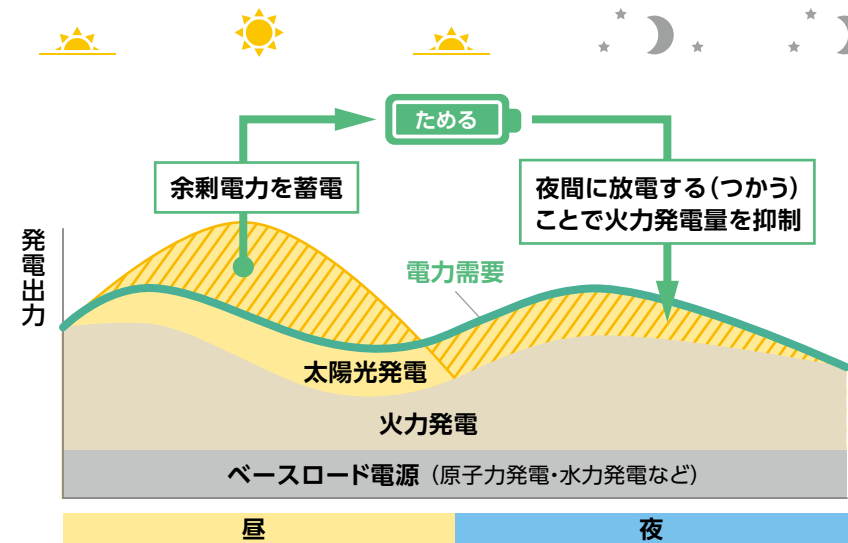 ためる
余剰電力を蓄電
夜間に放電する（つかう）
ことで火力発電量を抑制
発電出力
電力需要
太陽光発電
火力発電
ベースロード電源（原子力発電・水力発電など）
昼
夜